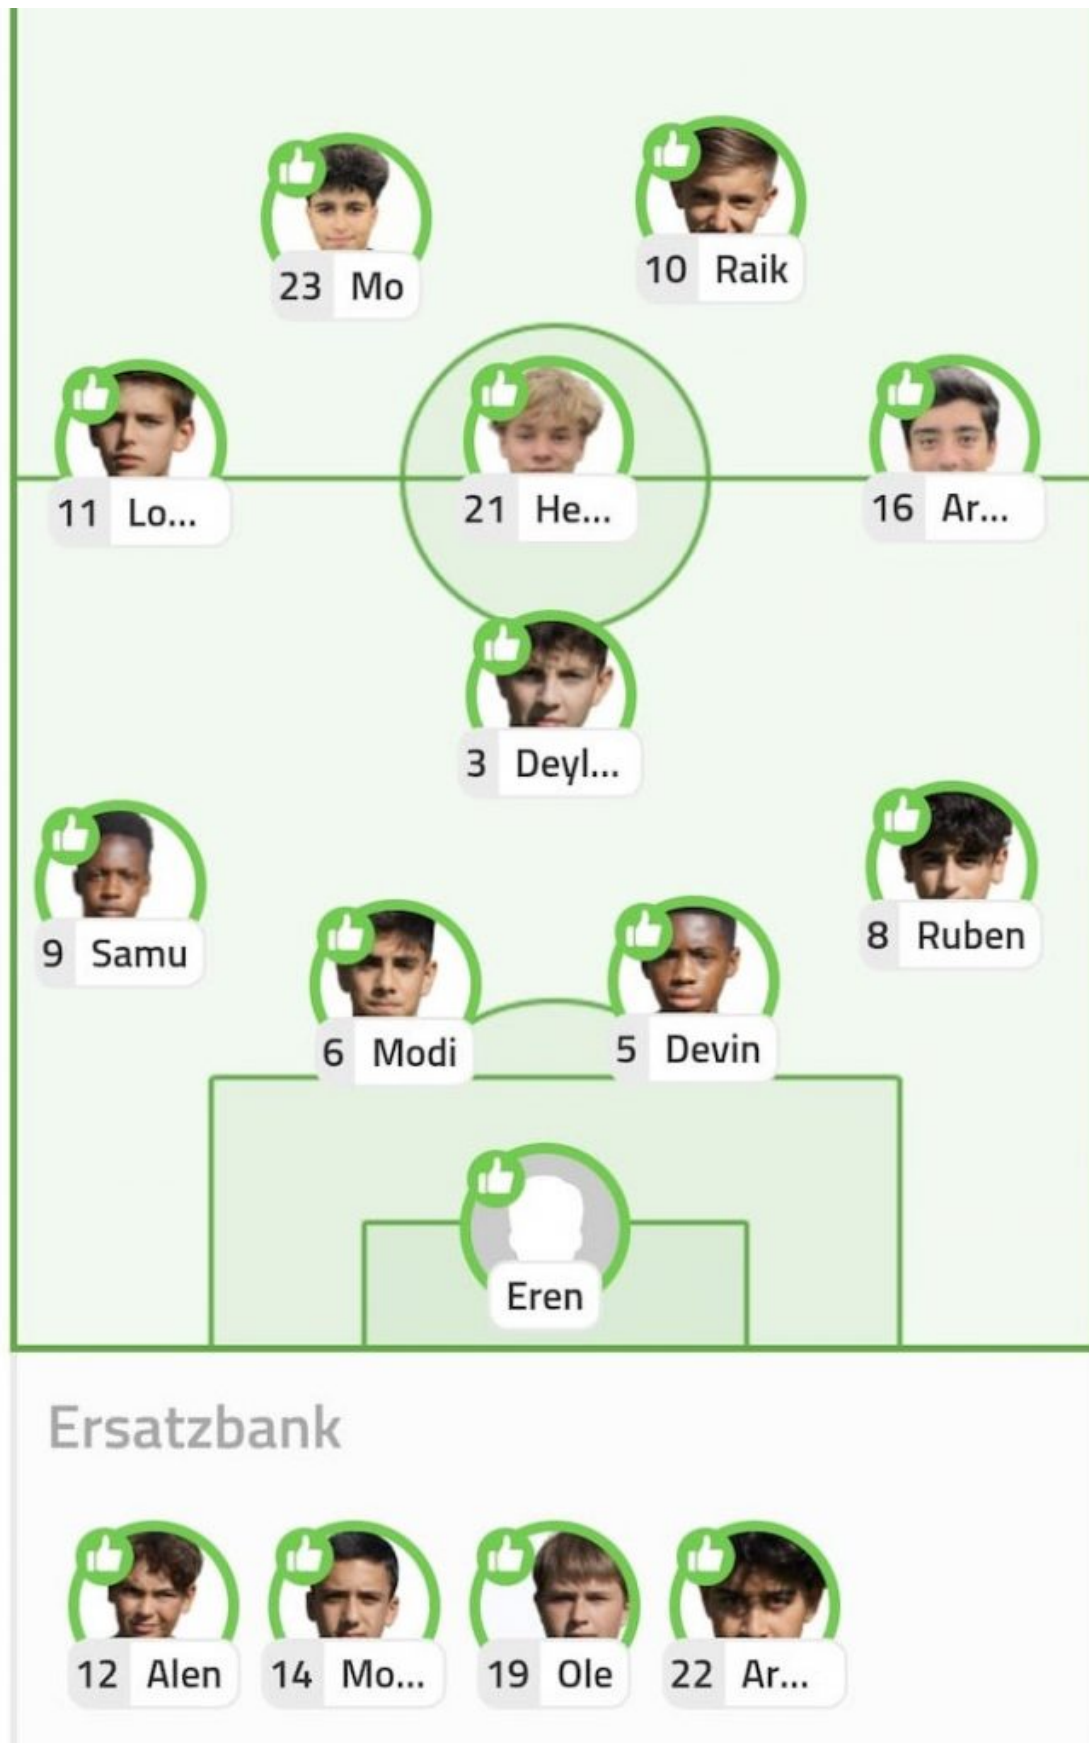 23 Mo
10 Raik
11 Lo...
21 He...
16 Ar...
3 Deyl...
9 Samu
8 Ruben
6 Modi
5 Devin
Eren
Ersatzbank
12 Alen
14 Mo...
19 Ole
22 Ar...